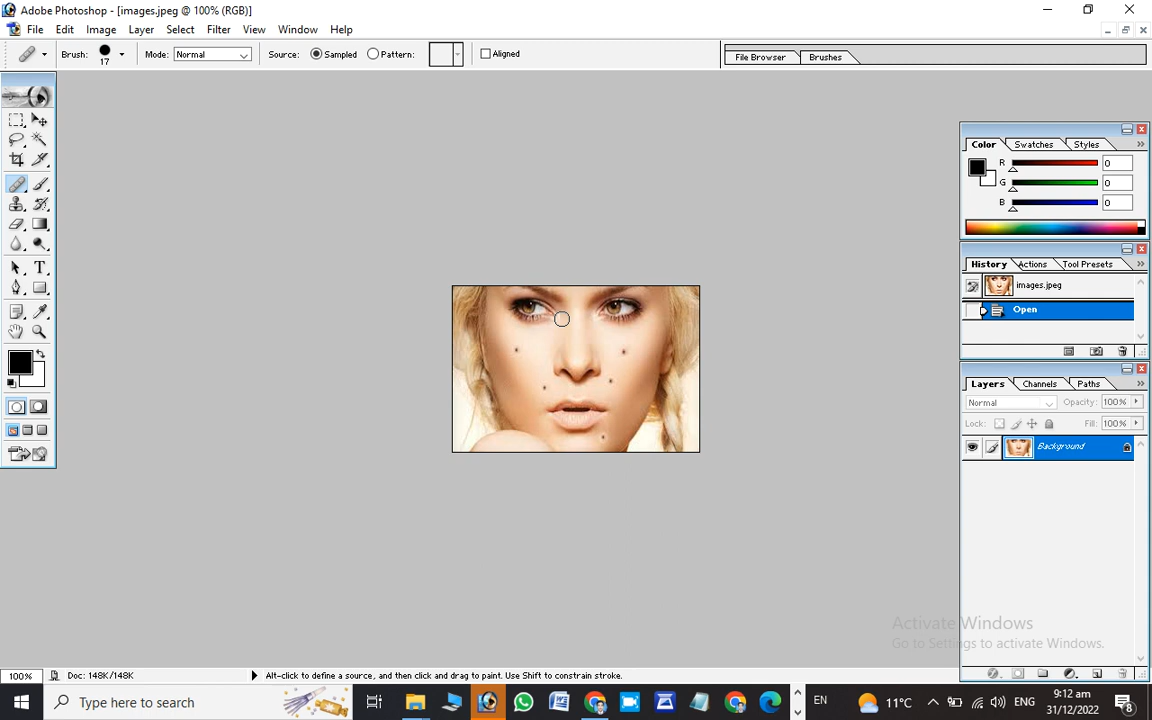 Adobe Photoshop - [images.jpeg @ 100% (RGB)]
File Edit Image Layer Select Filter View Window Help
Brush: 17 Mode: Normal Source: Sampled Pattern: Aligned File Browser Brushes
Color Swatches Styles
R 0
G 0
B 0
History Actions Tool Presets
images.jpeg
Open
Layers Channels Paths
Normal Opacity: 100%
Lock: Fill: 100%
Background
T
Activate Windows
Go to Settings to activate Windows.
100% Doc: 148K/148K Alt-click to define a source, and then click and drag to paint. Use Shift to constrain stroke.
Type here to search EN 11°C ENG 9:12 am
31/12/2022 8